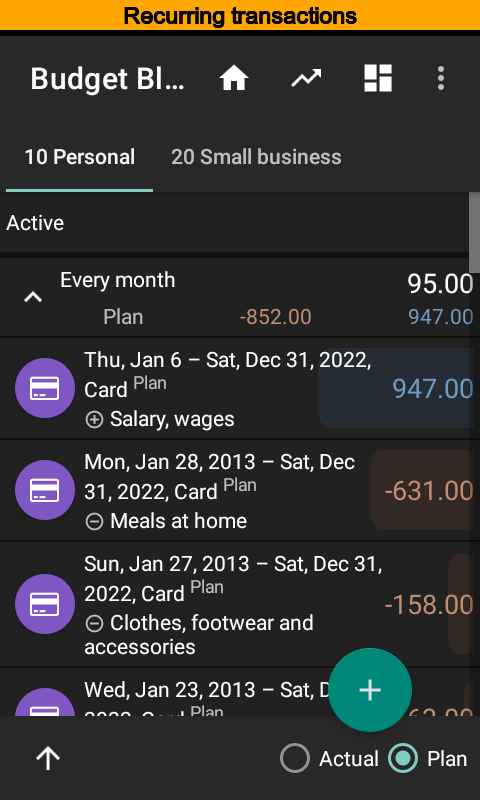 Recurring transactions
Budget Bl...
10 Personal
20 Small business
Active
Every month
95.00
Plan
-852.00
947.00
Thu, Jan 6 – Sat, Dec 31, 2022,
Card Plan
947.00
Salary, wages
Mon, Jan 28, 2013 – Sat, Dec
31, 2022, Card Plan
-631.00
Meals at home
Sun, Jan 27, 2013 – Sat, Dec 31,
2022, Card Plan
-158.00
Clothes, footwear and
accessories
Wed, Jan 23, 2013 – Sat,
Plan
Actual
Plan